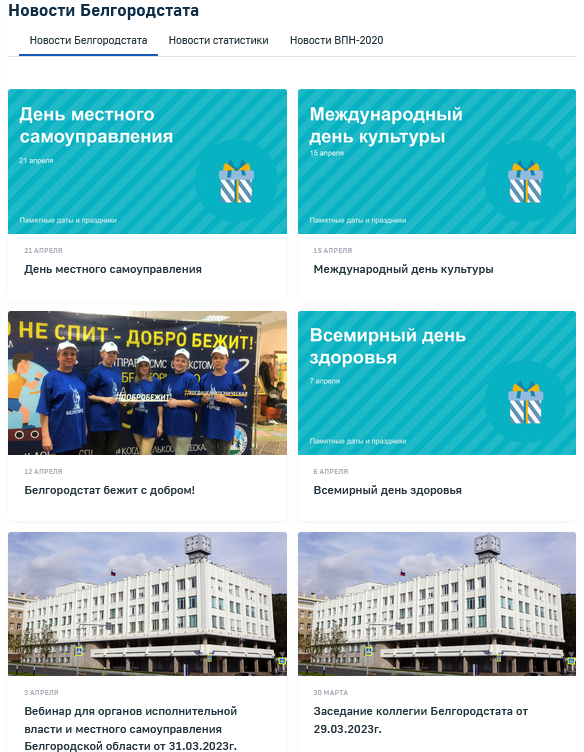 Новости Белгородстата
Новости Белгородстата Новости статистики Новости ВПН-2020
День местного
самоуправления
21 апреля
Памятные даты и праздники
21 АПРЕЛЯ
День местного самоуправления
Международный
день культуры
15 апреля
Памятные даты и праздники
15 АПРЕЛЯ
Международный день культуры
О НЕ СПИТ - ДОБРО БЕЖИТ!
#ДОБРОБЕЖИТ
12 АПРЕЛЯ
Белгородстат бежит с добром!
Всемирный день
здоровья
7 апреля
Памятные даты и праздники
6 АПРЕЛЯ
Всемирный день здоровья
3 АПРЕЛЯ
Вебинар для органов исполнительной
власти и местного самоуправления
Белгородской области от 31.03.2023г.
30 МАРТА
Заседание коллегии Белгородстата от
29.03.2023г.